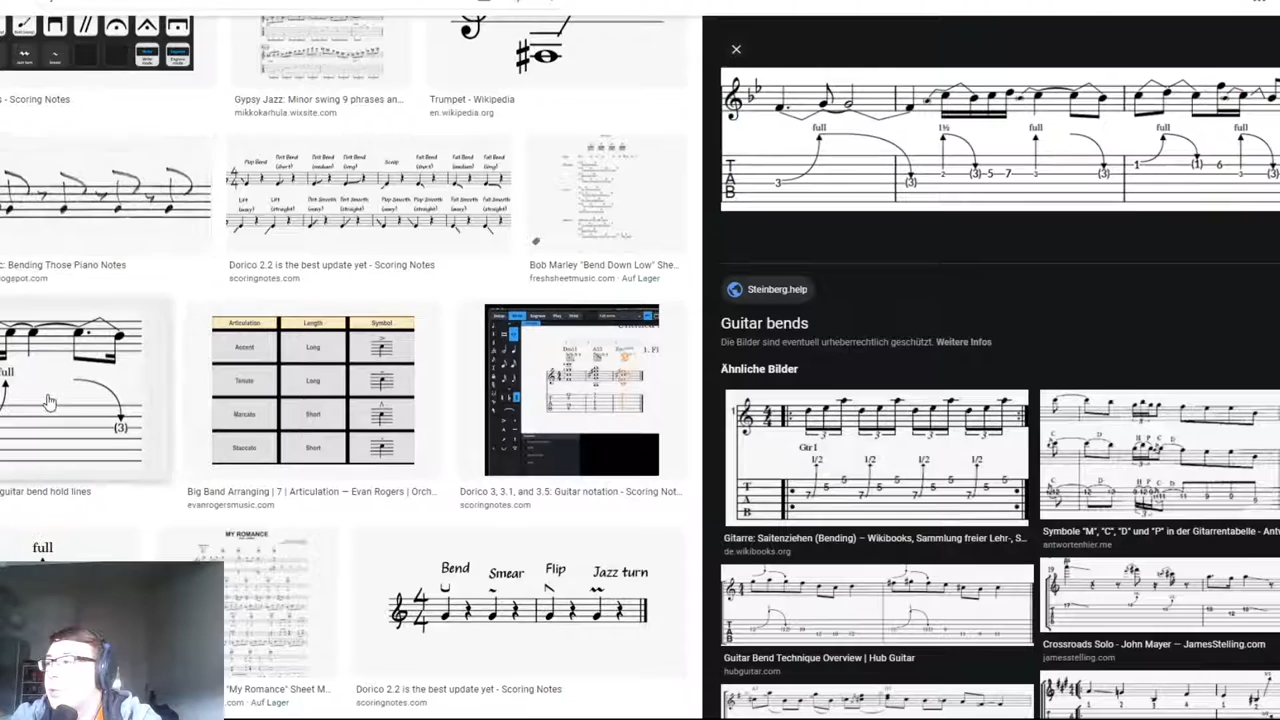 s - Scoring Notes
Gypsy Jazz: Minor swing 9 phrases an...
mikkokarhula.wixsite.com
Trumpet - Wikipedia
en.wikipedia.org
c: Bending Those Piano Notes
ogspot.com
Dorico 2.2 is the best update yet - Scoring Notes
scoringnotes.com
Bob Marley "Bend Down Low" She...
freshsheetmusic.com · Auf Lager
full
(3)
guitar bend hold lines
Articulation Length Symbol
Accent Long
Tenuto Long
Marcato Short
Staccato Short
Big Band Arranging | 7 | Articulation — Evan Rogers | Orch...
evanrogersmusic.com
Dorico 3, 3.1, and 3.5: Guitar notation - Scoring Not...
scoringnotes.com
full
MY ROMANCE
"My Romance" Sheet M...
.com · Auf Lager
Bend Smear Flip Jazz turn
Dorico 2.2 is the best update yet - Scoring Notes
scoringnotes.com
full 1½ full full full
T
A
B
3 (3) (3)-5-7 (3) (1) 6
Steinberg.help
Guitar bends
Die Bilder sind eventuell urheberrechtlich geschützt. Weitere Infos
Ähnliche Bilder
Gtr I
1/2 1/2 1/2 1/2
Gitarre: Saitenziehen (Bending) – Wikibooks, Sammlung freier Lehr-, S...
de.wikibooks.org
Symbole "M", "C", "D" und "P" in der Gitarrentabelle - Antw
antwortenhier.me
Guitar Bend Technique Overview | Hub Guitar
hubguitar.com
Crossroads Solo - John Mayer — JamesStelling.com
jamesstelling.com